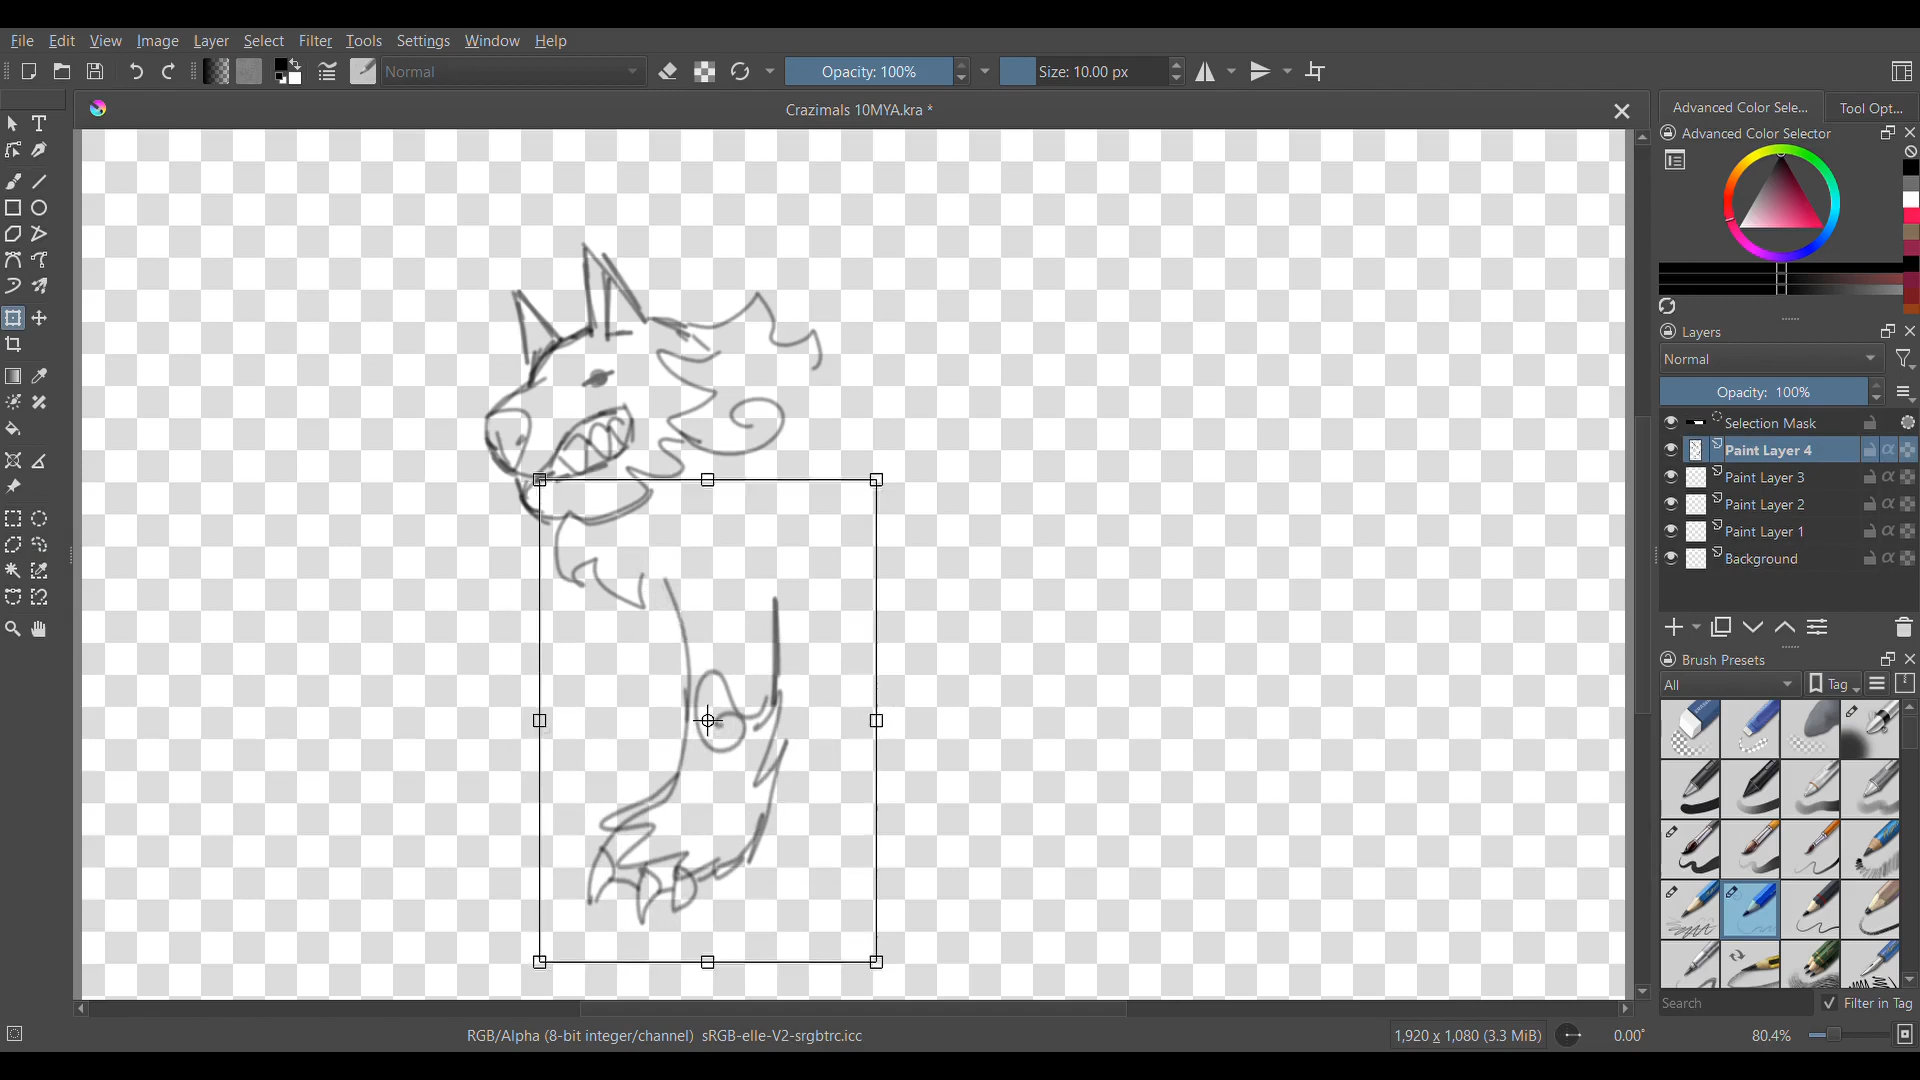 File Edit View Image Layer Select Filter Tools Settings Window Help
Normal Opacity: 100% Size: 10.00 px
Crazimals 10MYA.kra *
Advanced Color Sele... Tool Opt...
Advanced Color Selector
Layers
Normal
Opacity: 100%
Selection Mask
Paint Layer 4
Paint Layer 3
Paint Layer 2
Paint Layer 1
Background
Brush Presets
All Tag
Search Filter in Tag
RGB/Alpha (8-bit integer/channel) sRGB-elle-V2-srgbtrc.icc 1,920 x 1,080 (3.3 MiB) 0.00° 80.4%